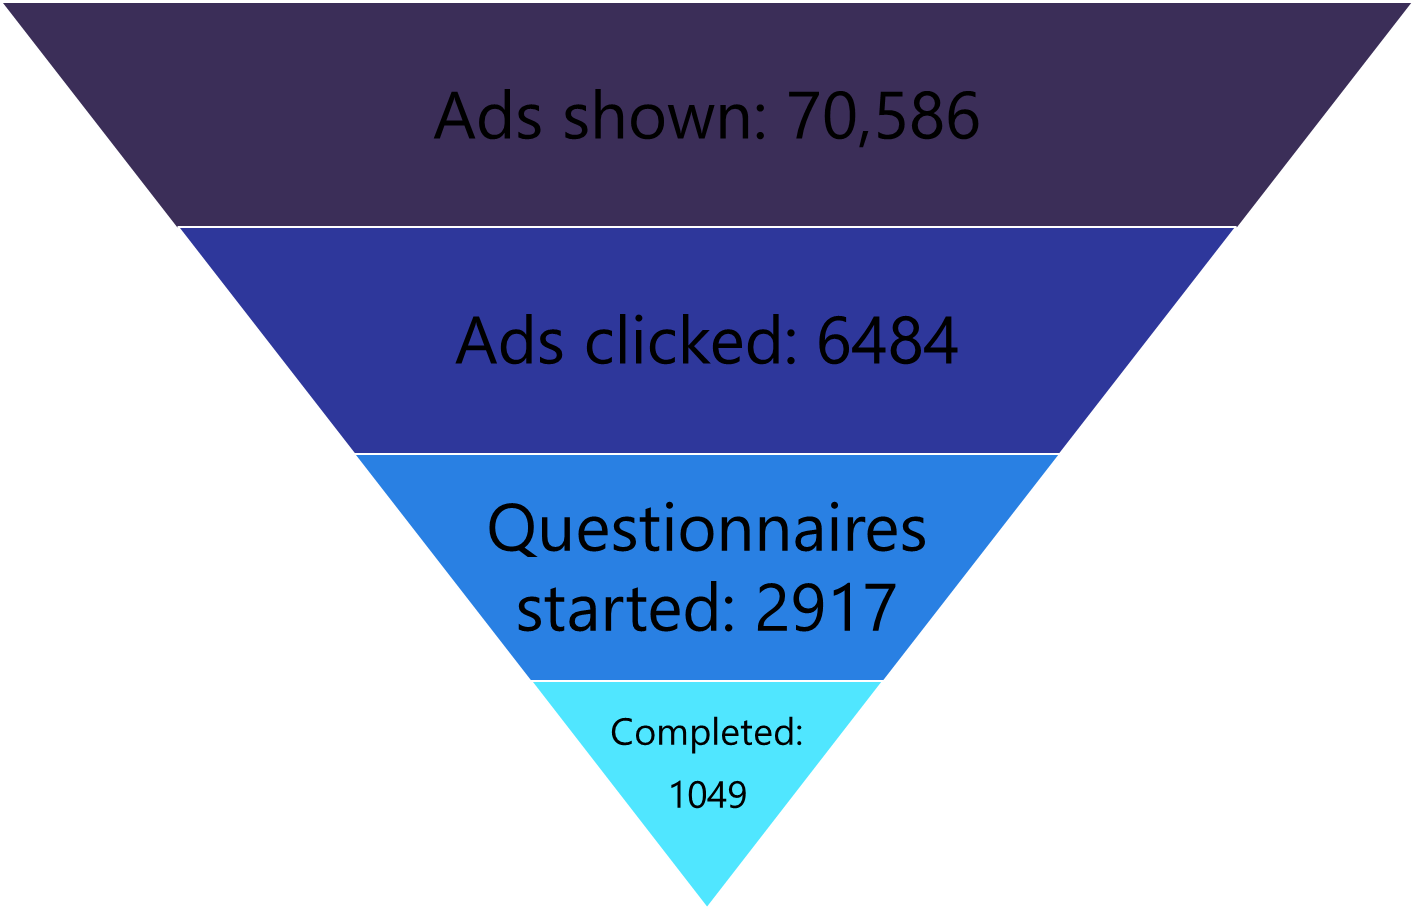 Ads shown: 70,586
Ads clicked: 6484
Questionnaires
started: 2917
Completed:
1049